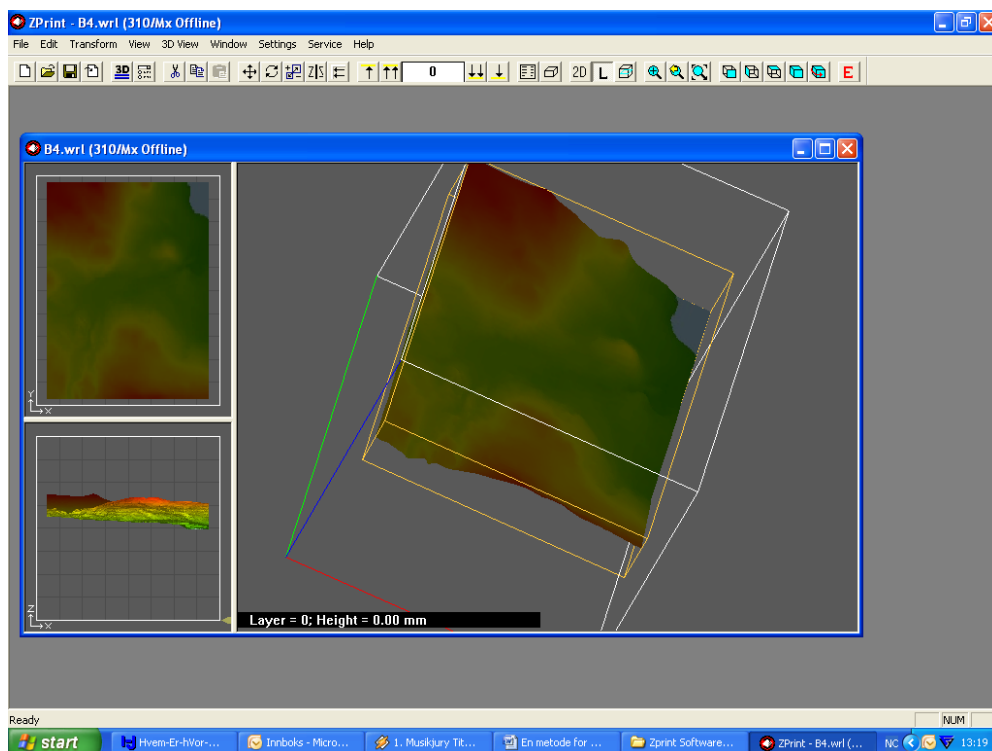 ZPrint - B4.wrl (310/Mx Offline)
File Edit Transform View 3D View Window Settings Service Help
3D Z|S 0 2D L E
B4.wrl (310/Mx Offline)
Y
X
Z
X
Layer = 0; Height = 0.00 mm
Ready NUM
start Hvem-Er-hVor-... Innboks - Micro... 1. Musikjury Tit... En metode for ... Zprint Software... ZPrint - B4.wrl (... NC 13:19